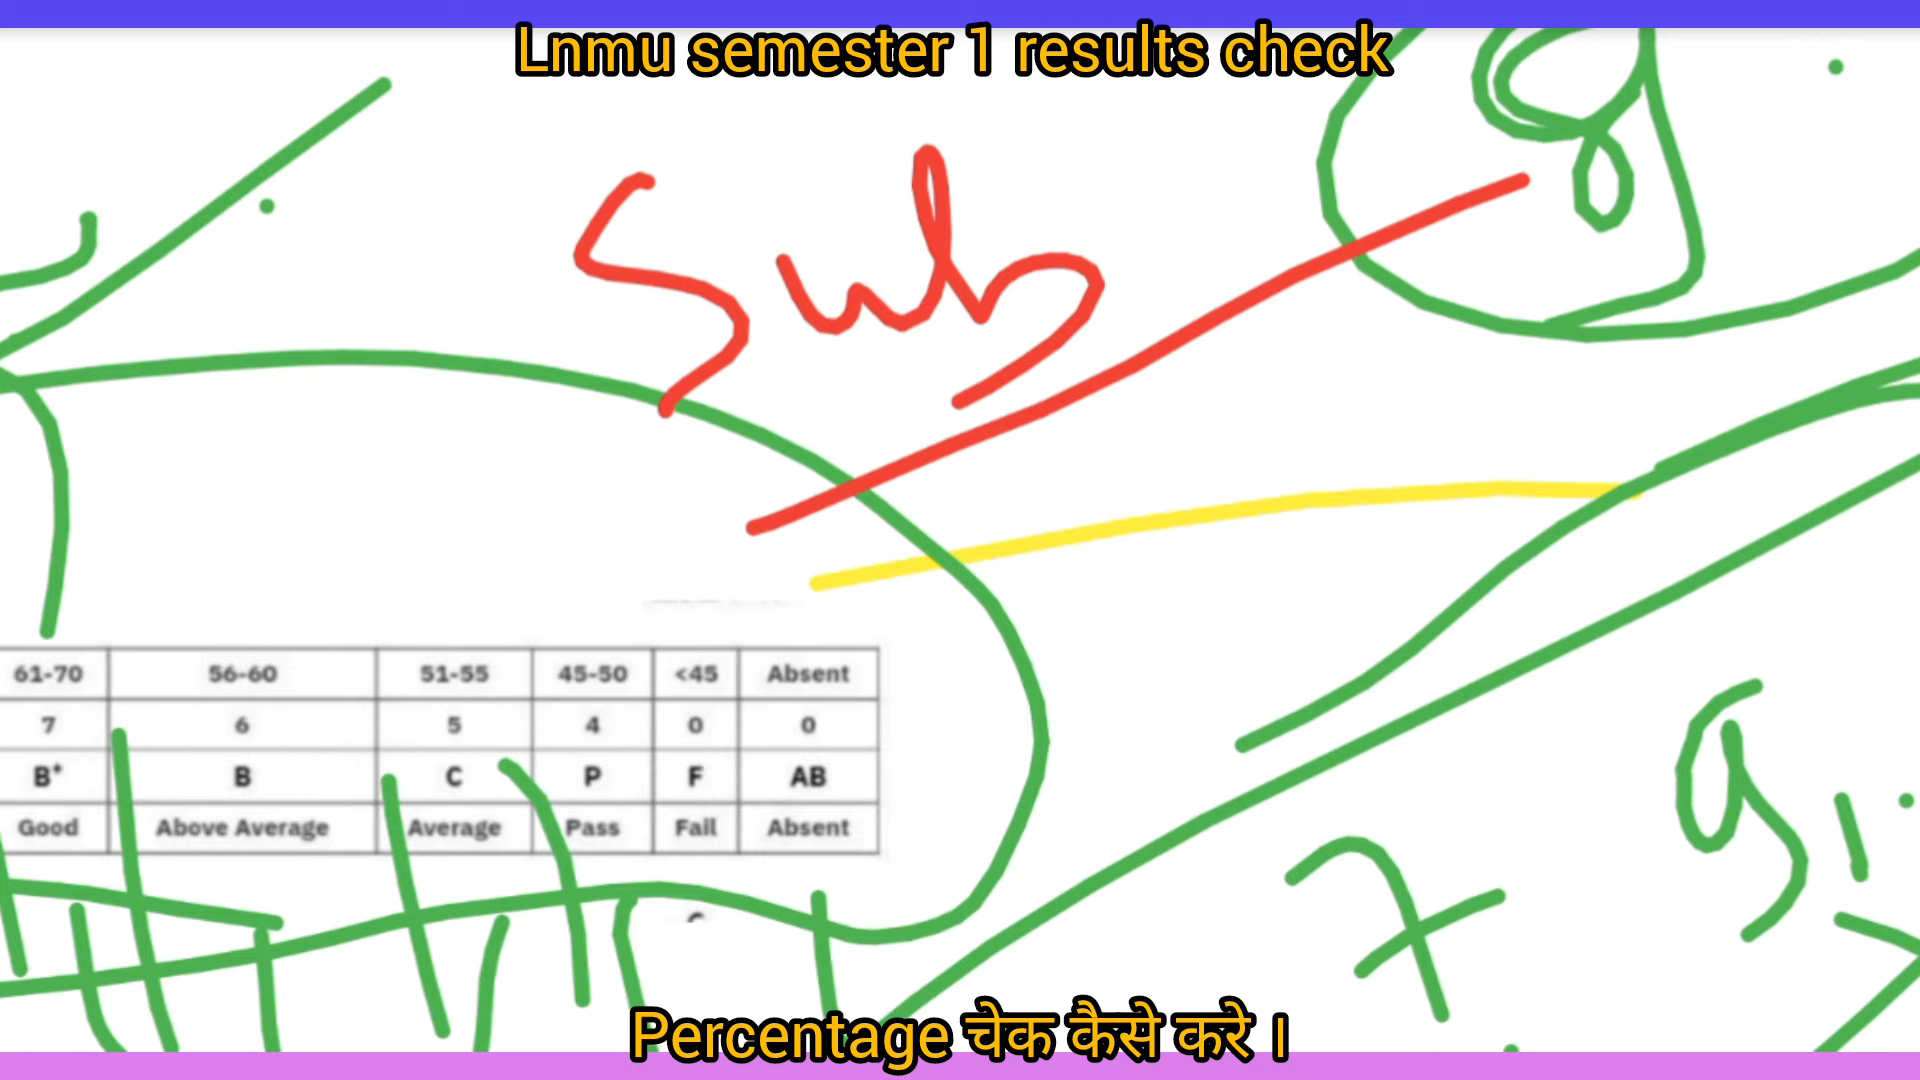 Lnmu semester 1 results check
Sub
61-70 56-60 51-55 45-50 <45 Absent
7 6 5 4 0 0
B+ B C P F AB
Good Above Average Average Pass Fail Absent
7
Percentage चेक कैसे करे ।